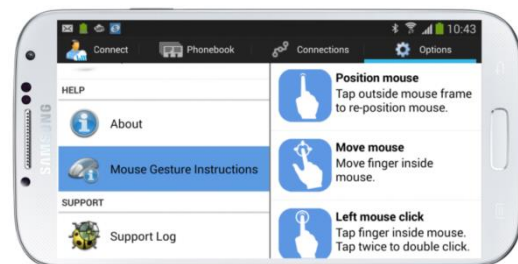 10:43
Connect
Phonebook
Connections
Options
HELP
About
Mouse Gesture Instructions
SUPPORT
Support Log
Position mouse
Tap outside mouse frame
to re-position mouse.
Move mouse
Move finger inside
mouse.
Left mouse click
Tap finger inside mouse.
Tap twice to double click.
SAMSUNG